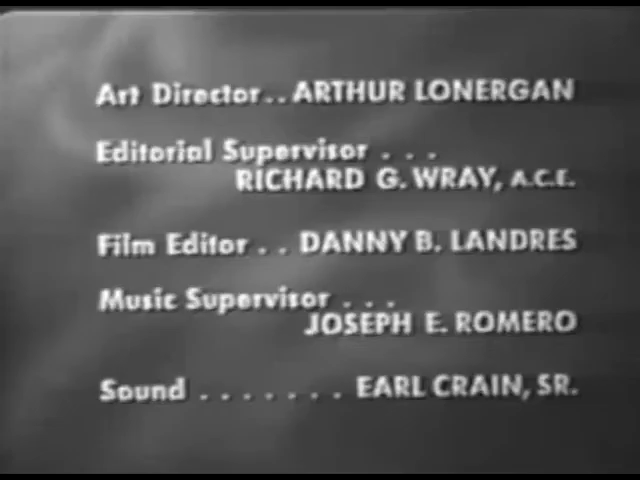 Art Director.. ARTHUR LONERGAN
Editorial Supervisor . . .
RICHARD G. WRAY, A.C.E.
Film Editor . . DANNY B. LANDRES
Music Supervisor . . .
JOSEPH E. ROMERO
Sound . . . . . . . EARL CRAIN, SR.